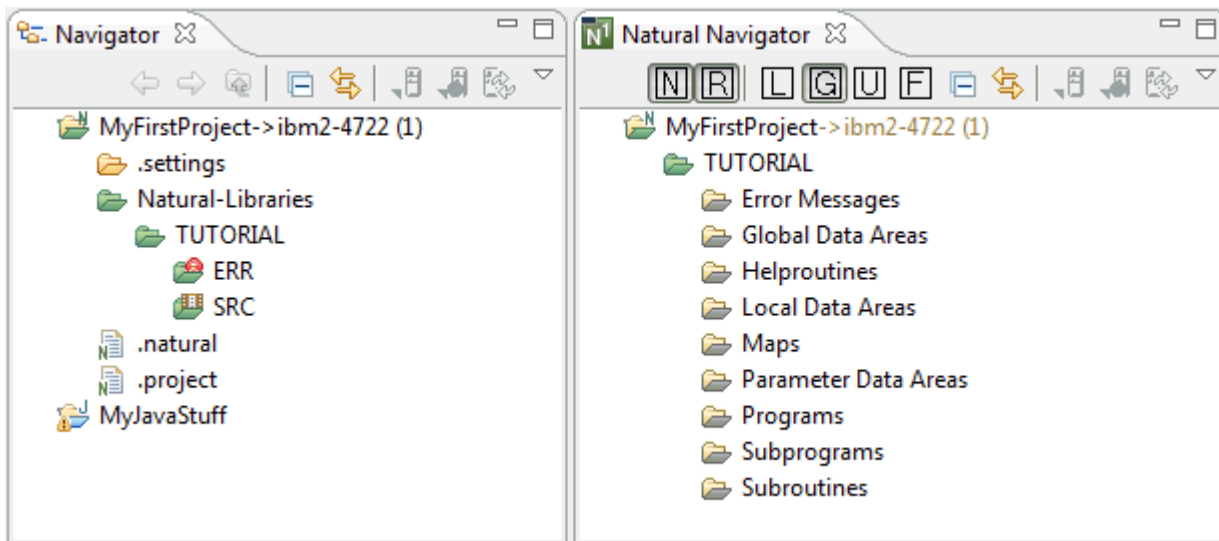 Navigator
MyFirstProject->ibm2-4722 (1)
.settings
Natural-Libraries
TUTORIAL
ERR
SRC
.natural
.project
MyJavaStuff
N1 Natural Navigator
N R L G U F
MyFirstProject->ibm2-4722 (1)
TUTORIAL
Error Messages
Global Data Areas
Helproutines
Local Data Areas
Maps
Parameter Data Areas
Programs
Subprograms
Subroutines